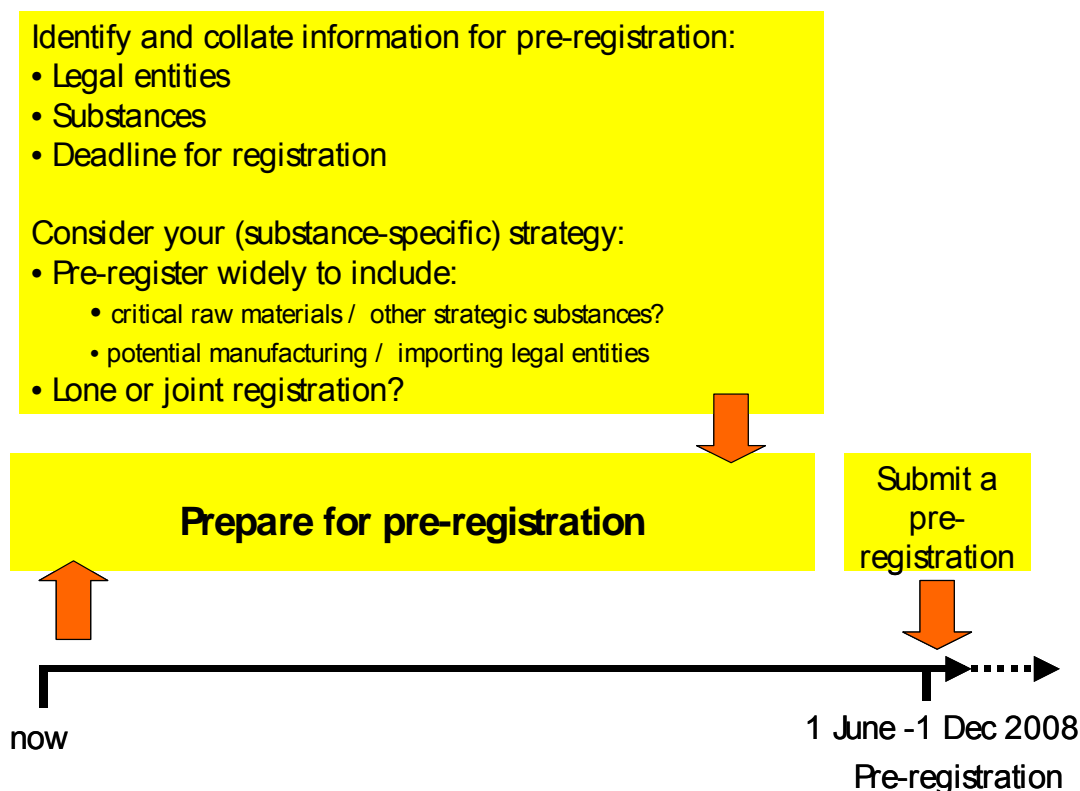 Identify and collate information for pre-registration:
• Legal entities
• Substances
• Deadline for registration
Consider your (substance-specific) strategy:
• Pre-register widely to include:
• critical raw materials / other strategic substances?
• potential manufacturing / importing legal entities
• Lone or joint registration?
Prepare for pre-registration
Submit a
pre-
registration
now
1 June -1 Dec 2008
Pre-registration